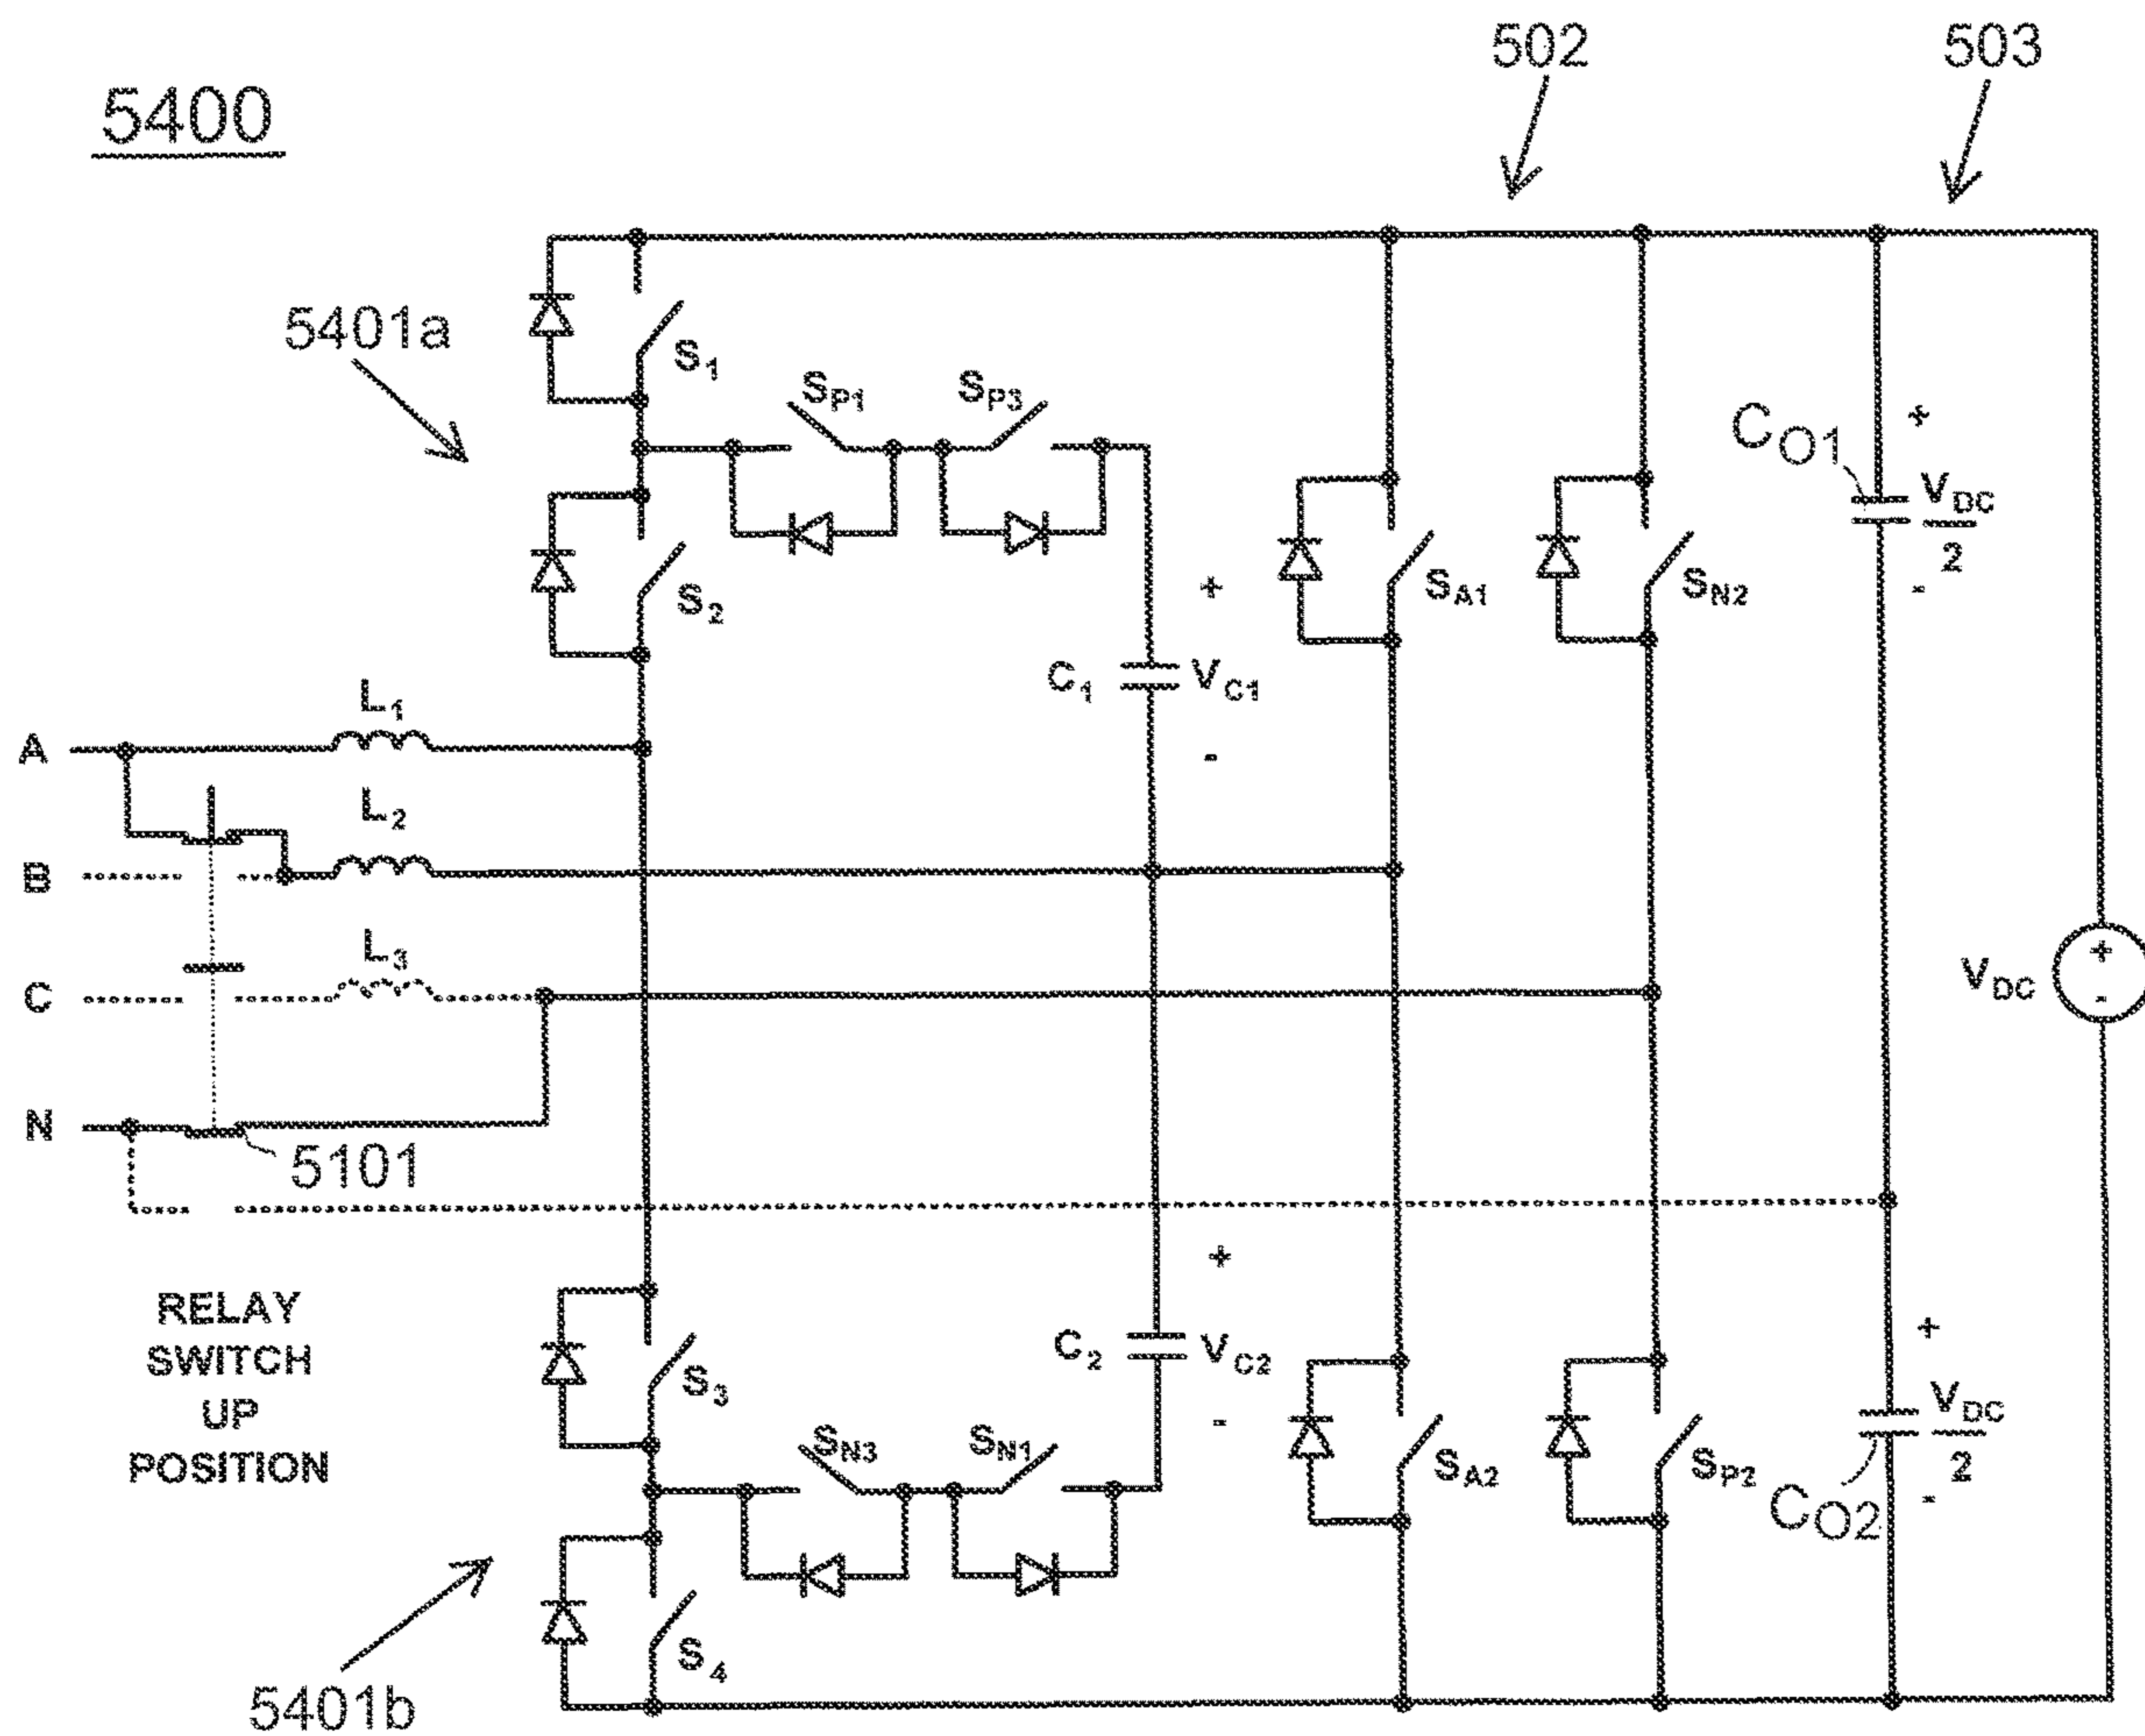 5400
502
503
5401a
S1
SP1
SP3
S2
CO1
+
VDC
2
-
+
C1
VC1
-
SA1
SN2
A
L1
L2
B
L3
C
N
5101
VDC
+
-
RELAY
SWITCH
UP
POSITION
S3
+
C2
VC2
-
SN3
SN1
SA2
SP2
+
VDC
2
-
CO2
S4
5401b